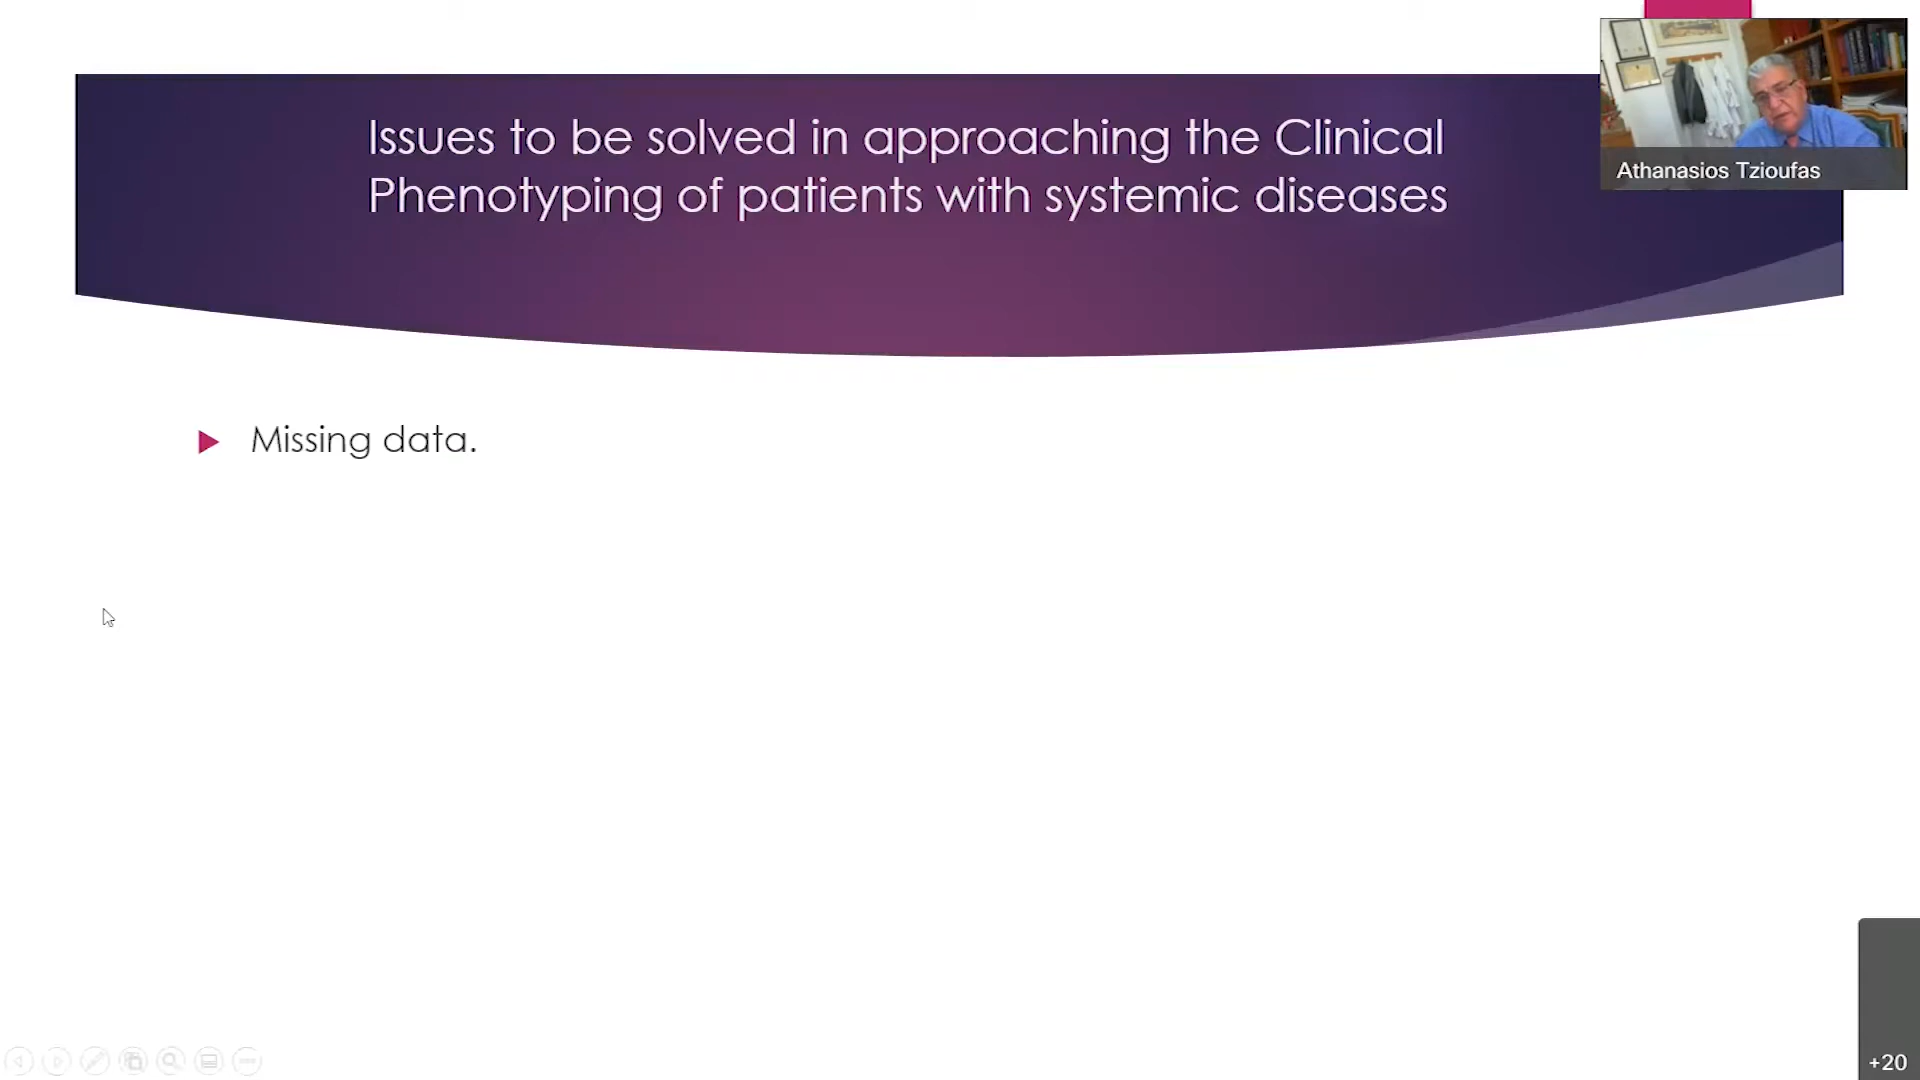 Issues to be solved in approaching the Clinical
Phenotyping of patients with systemic diseases
Athanasios Tzioufas
Missing data.
+20